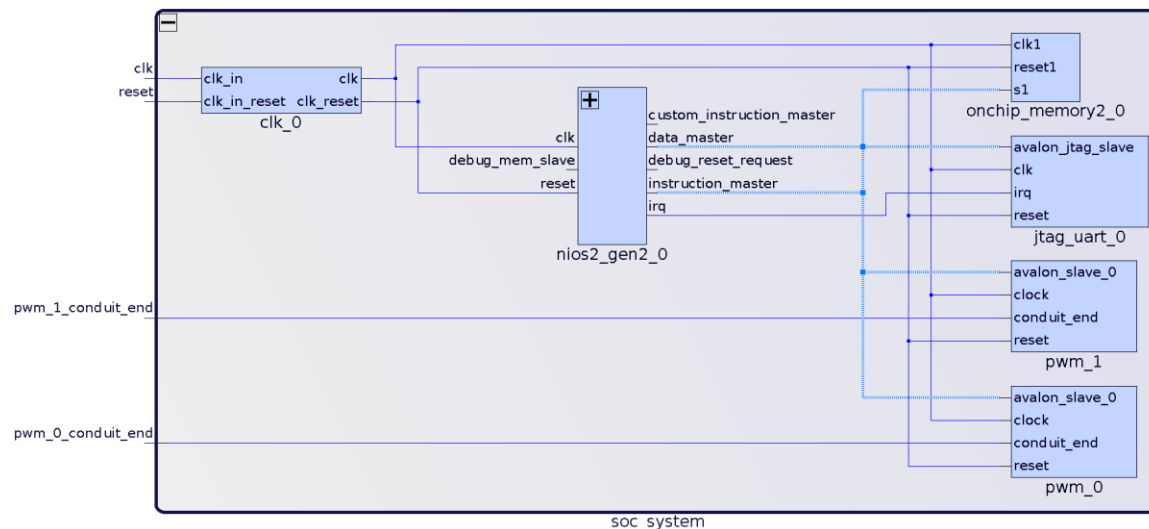 clk
reset
clk_in clk
clk_in_reset clk_reset
clk_0
custom_instruction_master
clk data_master
debug_mem_slave debug_reset_request
reset instruction_master
irq
nios2_gen2_0
clk1
reset1
s1
onchip_memory2_0
avalon_jtag_slave
clk
irq
reset
jtag_uart_0
pwm_1_conduit_end
avalon_slave_0
clock
conduit_end
reset
pwm_1
pwm_0_conduit_end
avalon_slave_0
clock
conduit_end
reset
pwm_0
soc_system